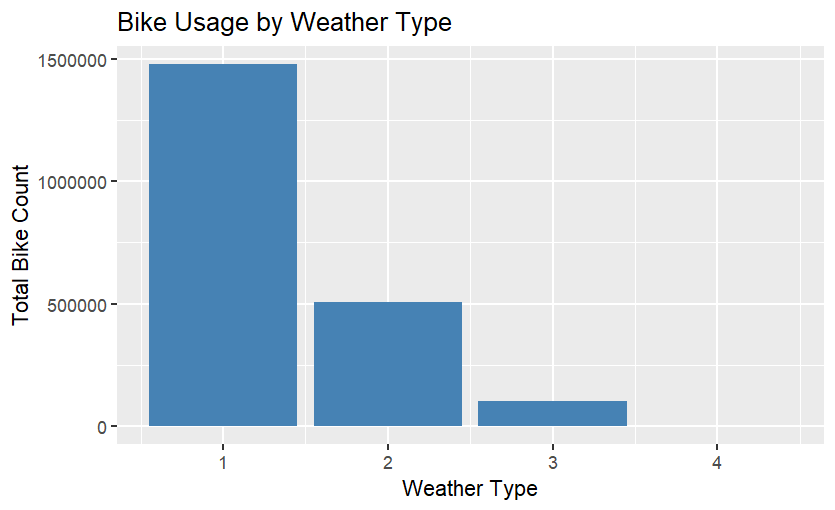 Bike Usage by Weather Type
1500000
1000000
500000
0
Total Bike Count
1 2 3 4
Weather Type